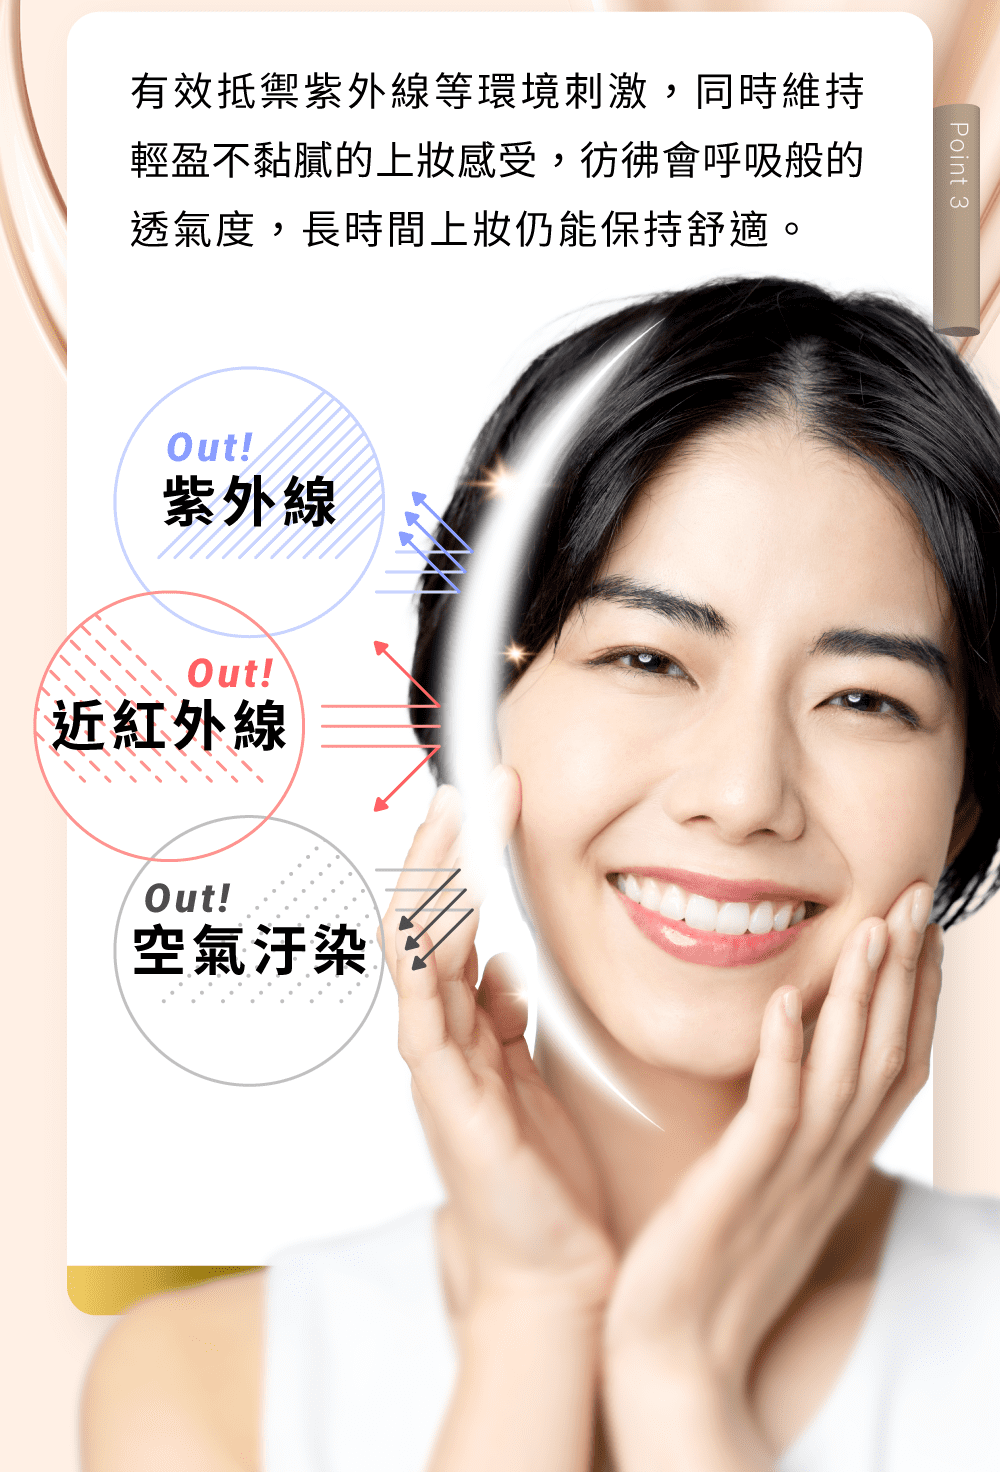 有效抵禦紫外線等環境刺激，同時維持
輕盈不黏膩的上妝感受，彷彿會呼吸般的
透氣度，長時間上妝仍能保持舒適。
Point 3
Out!
紫外線
Out!
近紅外線
Out!
空氣汙染